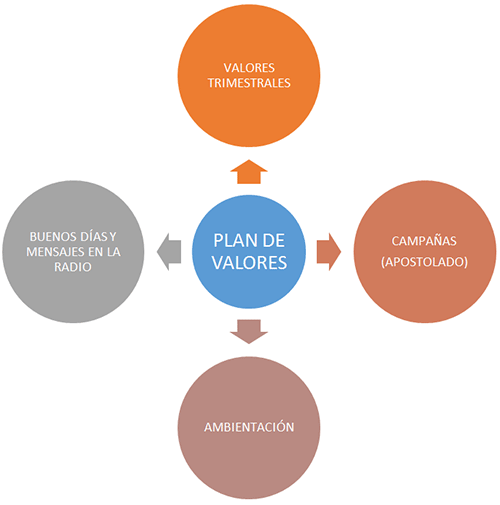 VALORES
TRIMESTRALES
BUENOS DÍAS Y
MENSAJES EN LA
RADIO
PLAN DE
VALORES
CAMPAÑAS
(APOSTOLADO)
AMBIENTACIÓN